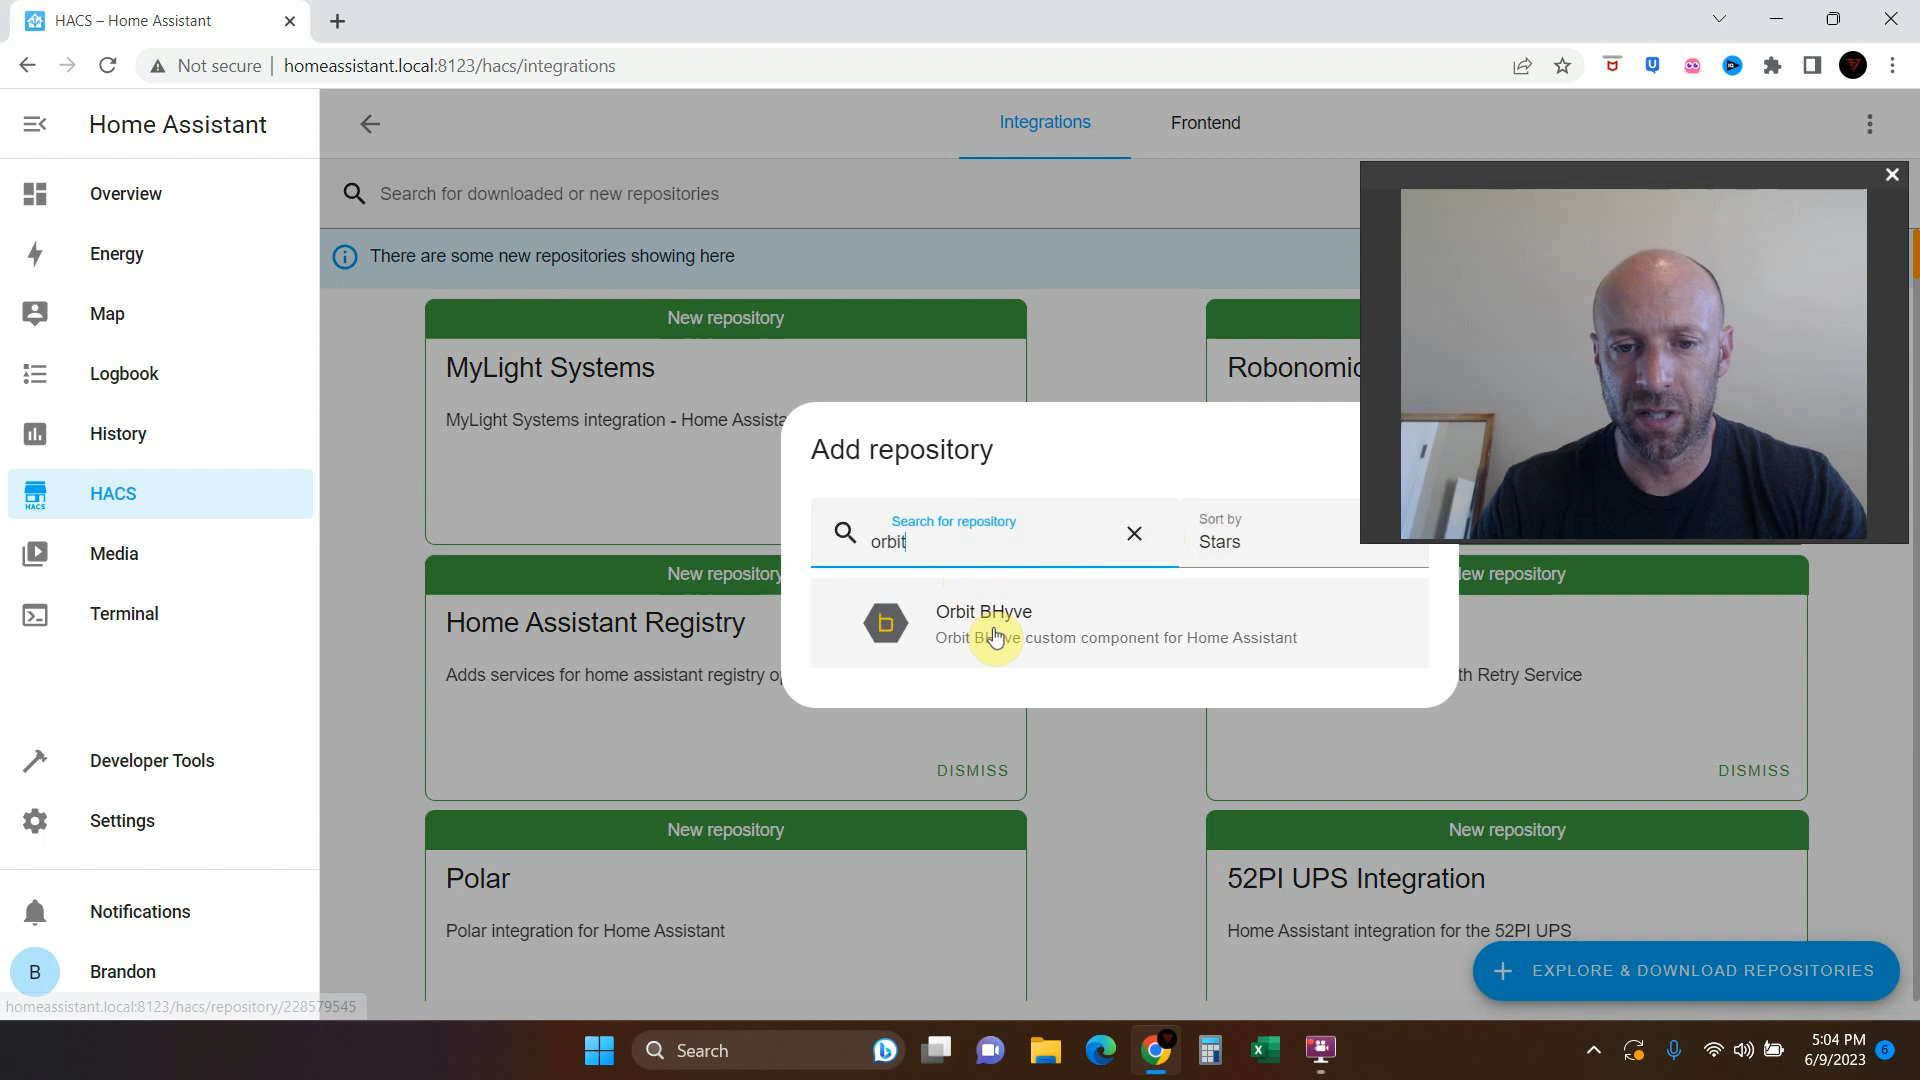 HACS – Home Assistant
Not secure
homeassistant.local:8123/hacs/integrations
Home Assistant
Integrations
Frontend
Overview
Search for downloaded or new repositories
Energy
There are some new repositories showing here
Map
New repository
MyLight Systems
Robonomic
Logbook
MyLight Systems integration - Home Assista
History
Add repository
HACS
HACS
Search for repository
orbit
Sort by
Stars
Media
New repository
ew repository
Orbit BHyve
Orbit BHyve custom component for Home Assistant
Terminal
Home Assistant Registry
Adds services for home assistant registry o
th Retry Service
Developer Tools
DISMISS
DISMISS
Settings
New repository
New repository
Polar
52PI UPS Integration
Notifications
Polar integration for Home Assistant
Home Assistant integration for the 52PI UPS
B
Brandon
EXPLORE & DOWNLOAD REPOSITORIES
homeassistant.local:8123/hacs/repository/228579545
Search
5:04 PM
6/9/2023
6